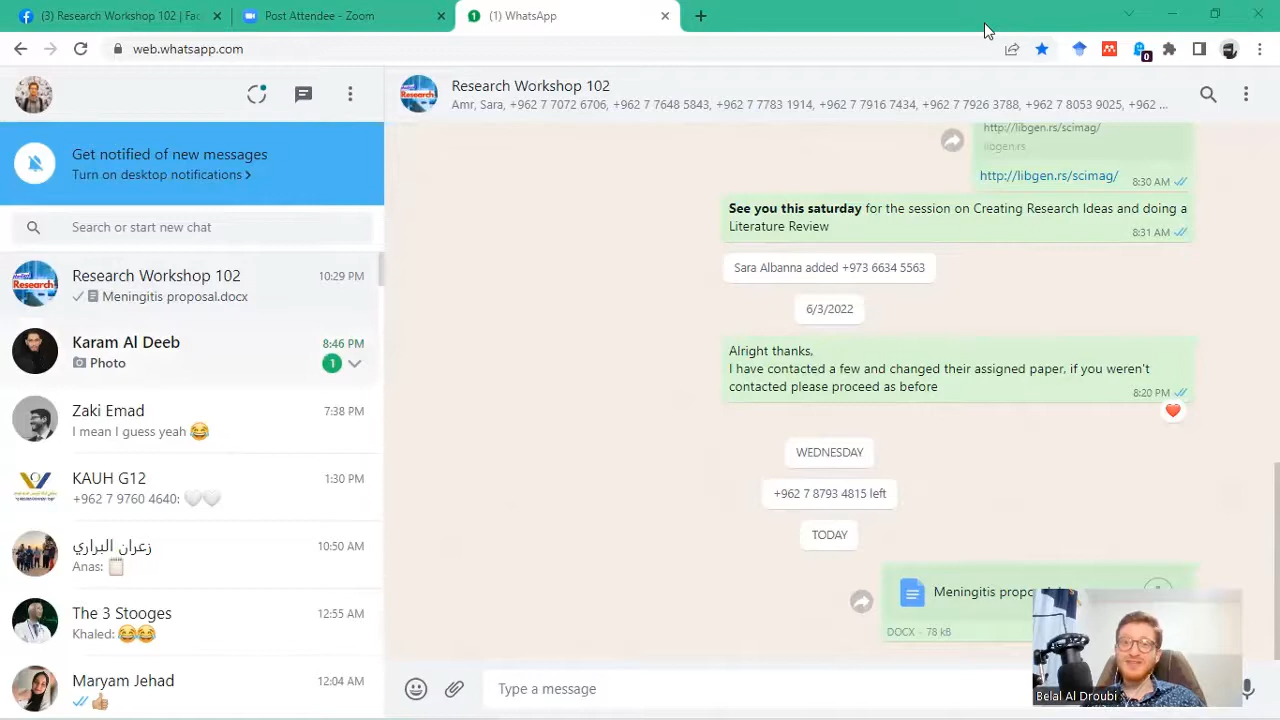 (3) Research Workshop 102 | Fac
Post Attendee - Zoom
1
(1) WhatsApp
web.whatsapp.com
0
Get notified of new messages
Turn on desktop notifications >
Search or start new chat
Research
Research Workshop 102
10:29 PM
Meningitis proposal.docx
Karam Al Deeb
8:46 PM
Photo
1
Zaki Emad
7:38 PM
I mean I guess yeah 😂
KAUH G12
1:30 PM
+962 7 9760 4640: 🤍🤍
زعران البراري
10:50 AM
Anas:
The 3 Stooges
12:55 AM
Khaled: 😂😂
Maryam Jehad
12:04 AM
Research
Research Workshop 102
Amr, Sara, +962 7 7072 6706, +962 7 7648 5843, +962 7 7783 1914, +962 7 7916 7434, +962 7 7926 3788, +962 7 8053 9025, +962 ...
http://libgen.rs/scimag/
libgen.rs
http://libgen.rs/scimag/
8:30 AM
See you this saturday for the session on Creating Research Ideas and doing a
Literature Review
8:31 AM
Sara Albanna added +973 6634 5563
6/3/2022
Alright thanks,
I have contacted a few and changed their assigned paper, if you weren't
contacted please proceed as before
8:20 PM
WEDNESDAY
+962 7 8793 4815 left
TODAY
Meningitis propo
DOCX · 78 kB
Type a message
Belal Al Droubi